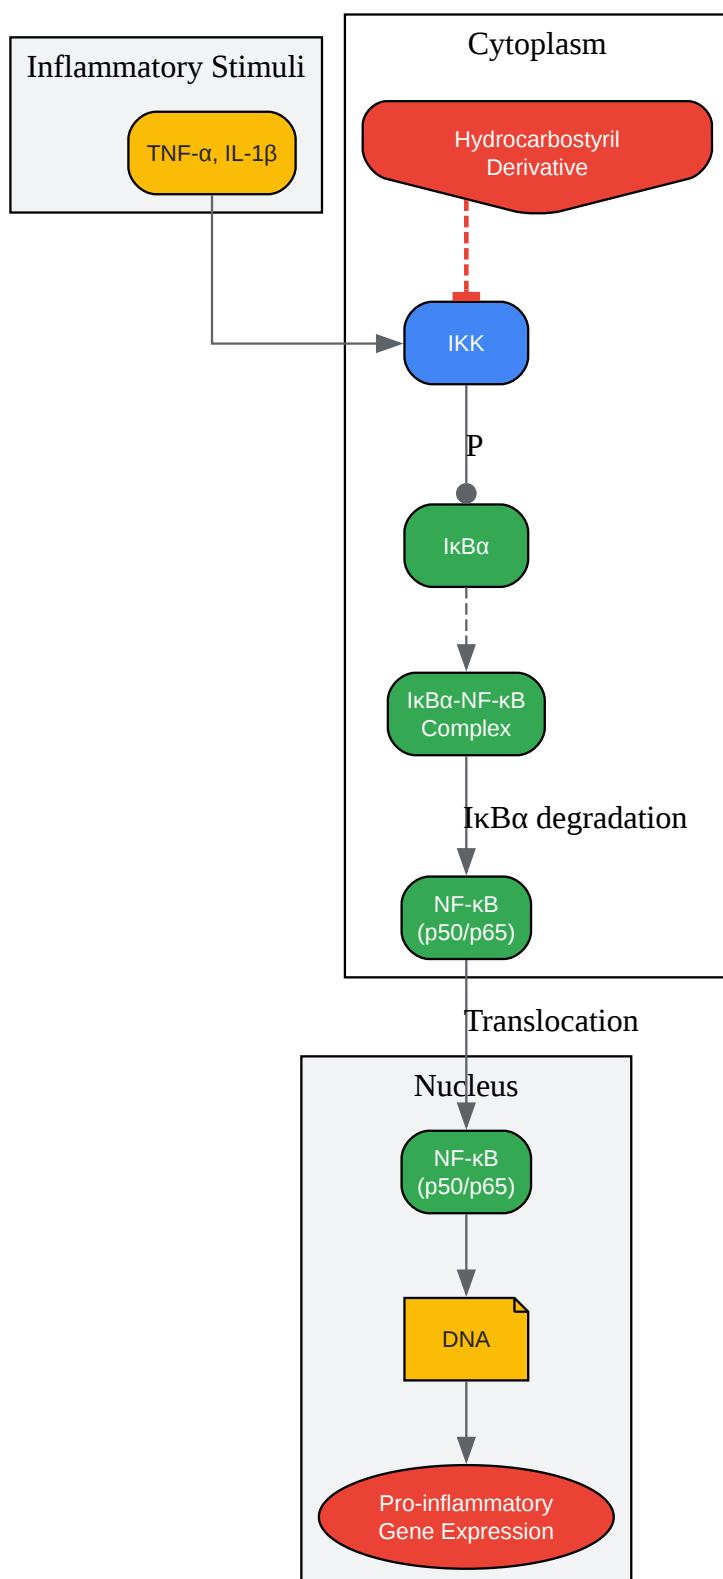 Inflammatory Stimuli
TNF-α, IL-1β
Cytoplasm
Hydrocarbostyril
Derivative
IKK
P
IκBα
IκBα-NF-κB
Complex
IκBα degradation
NF-κB
(p50/p65)
Translocation
Nucleus
NF-κB
(p50/p65)
DNA
Pro-inflammatory
Gene Expression